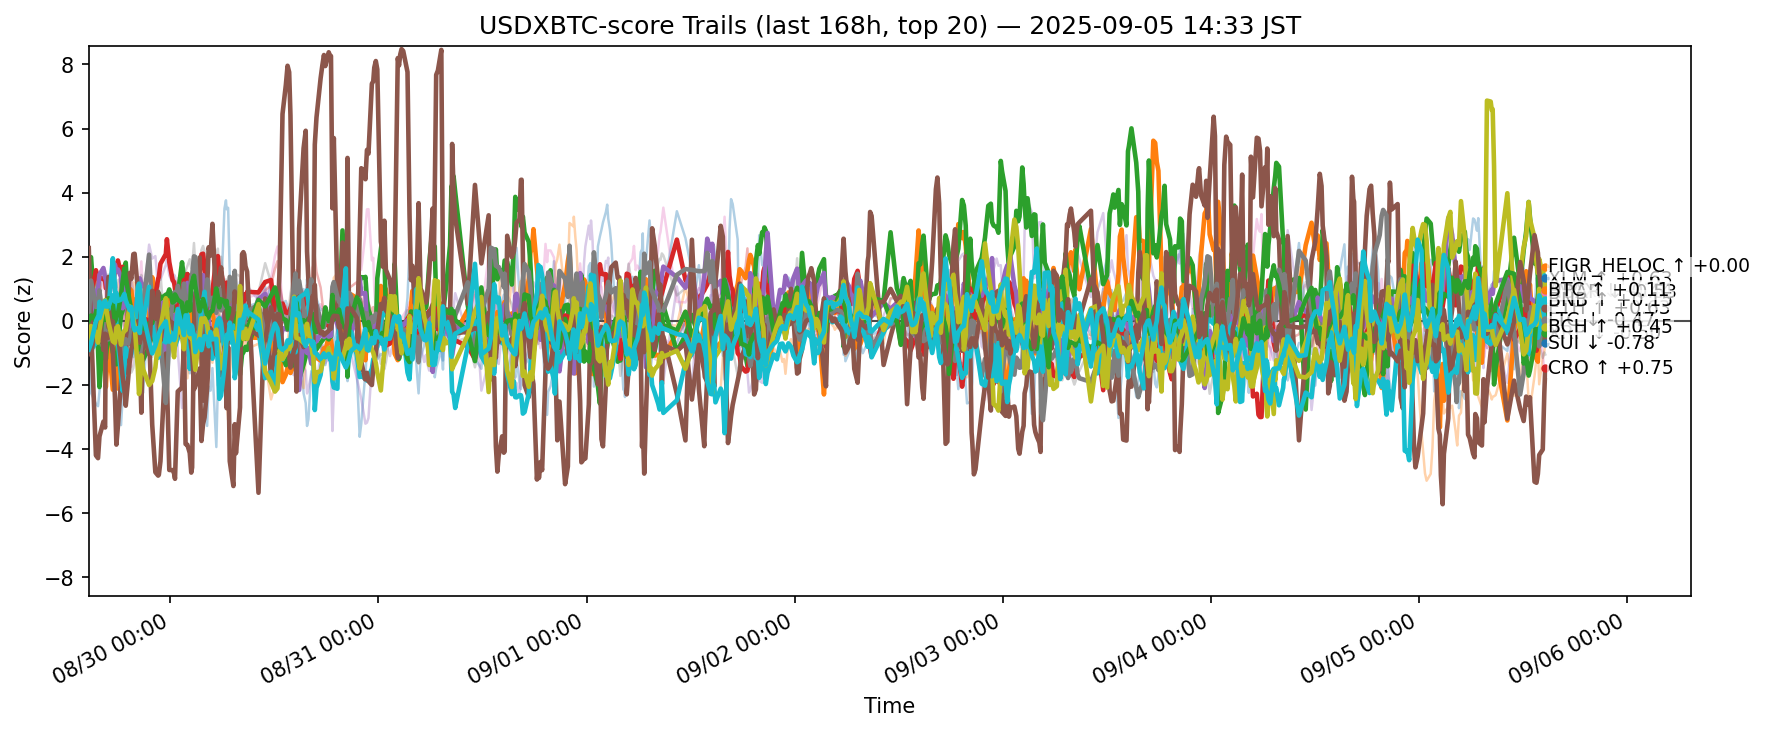 USDXBTC-score Trails (last 168h, top 20) — 2025-09-05 14:33 JST
Score (z)
8
6
4
2
0
−2
−4
−6
−8
FIGR_HELOC ↑ +0.00
BTC ↑ +0.11
BCH ↑ +0.45
SUI ↓ -0.78
CRO ↑ +0.75
08/30 00:00
08/31 00:00
09/01 00:00
09/02 00:00
09/03 00:00
09/04 00:00
09/05 00:00
09/06 00:00
Time